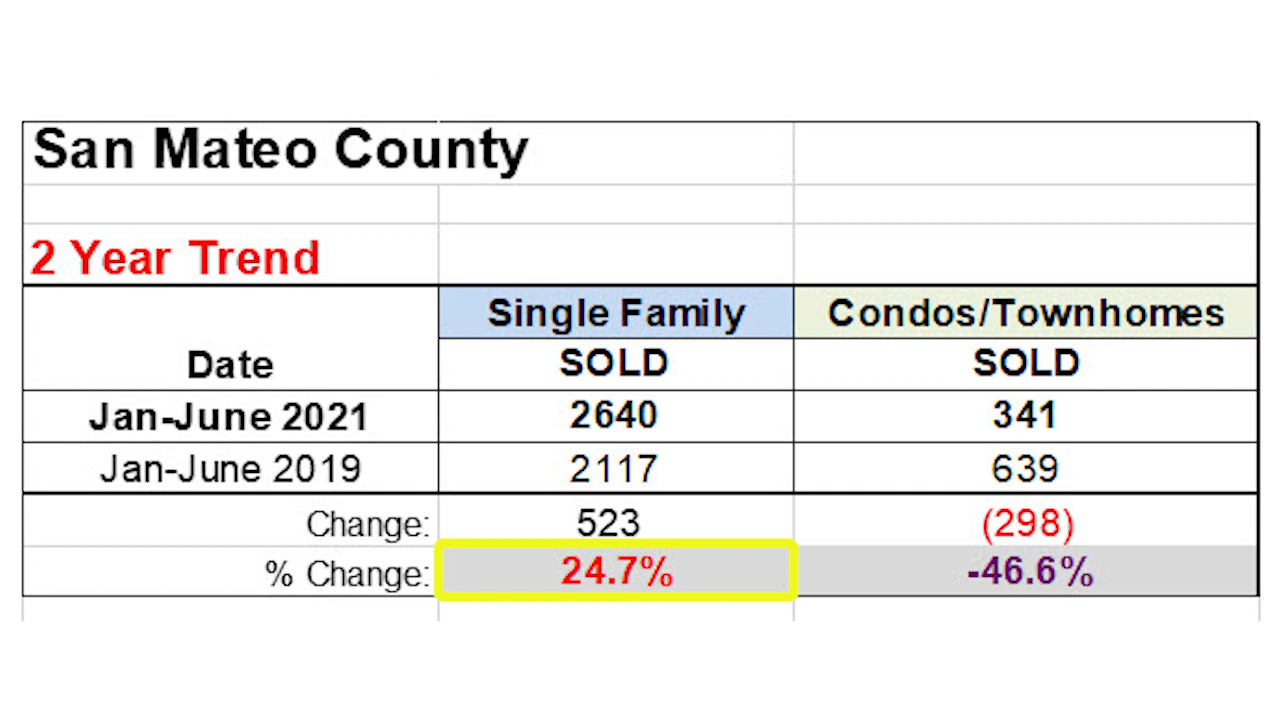 San Mateo County
2 Year Trend
Single Family Condos/Townhomes
Date SOLD SOLD
Jan-June 2021 2640 341
Jan-June 2019 2117 639
Change: 523 (298)
% Change: 24.7% -46.6%